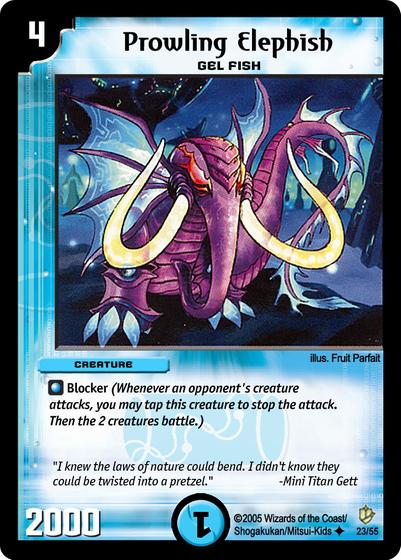 4
Prowling Elephish
GEL FISH
illus. Fruit Parfait
CREATURE
Blocker (Whenever an opponent's creature
attacks, you may tap this creature to stop the attack.
Then the 2 creatures battle.)
"I knew the laws of nature could bend. I didn't know they
could be twisted into a pretzel."
-Mini Titan Gett
2000
1
©2005 Wizards of the Coast/
Shogakukan/Mitsui-Kids
23/55